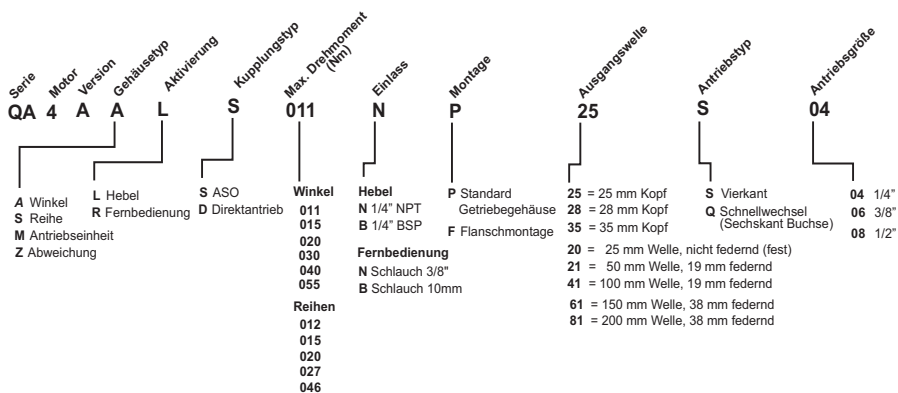 Serie
Motor
Version
Gehäusetyp
Aktivierung
Kupplungstyp
Max. Drehmoment
(Nm)
Einlass
Montage
Ausgangswelle
Antriebstyp
Antriebsgröße
QA 4 A A L S 011 N P 25 S 04
A Winkel
S Reihe
M Antriebseinheit
Z Abweichung
L Hebel
R Fernbedienung
S ASO
D Direktantrieb
Winkel
011
015
020
030
040
055
Reihen
012
015
020
027
046
Hebel
N 1/4" NPT
B 1/4" BSP
Fernbedienung
N Schlauch 3/8"
B Schlauch 10mm
P Standard
Getriebegehäuse
F Flanschmontage
25 = 25 mm Kopf
28 = 28 mm Kopf
35 = 35 mm Kopf
20 = 25 mm Welle, nicht federnd (fest)
21 = 50 mm Welle, 19 mm federnd
41 = 100 mm Welle, 19 mm federnd
61 = 150 mm Welle, 38 mm federnd
81 = 200 mm Welle, 38 mm federnd
S Vierkant
Q Schnellwechsel
(Sechskant Buchse)
04 1/4"
06 3/8"
08 1/2"